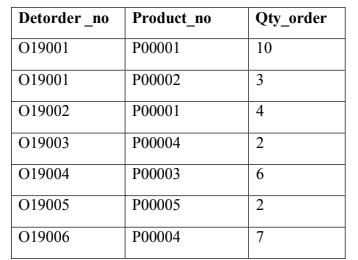 Detorder _no Product_no Qty_order
O19001 P00001 10
O19001 P00002 3
O19002 P00001 4
O19003 P00004 2
O19004 P00003 6
O19005 P00005 2
O19006 P00004 7